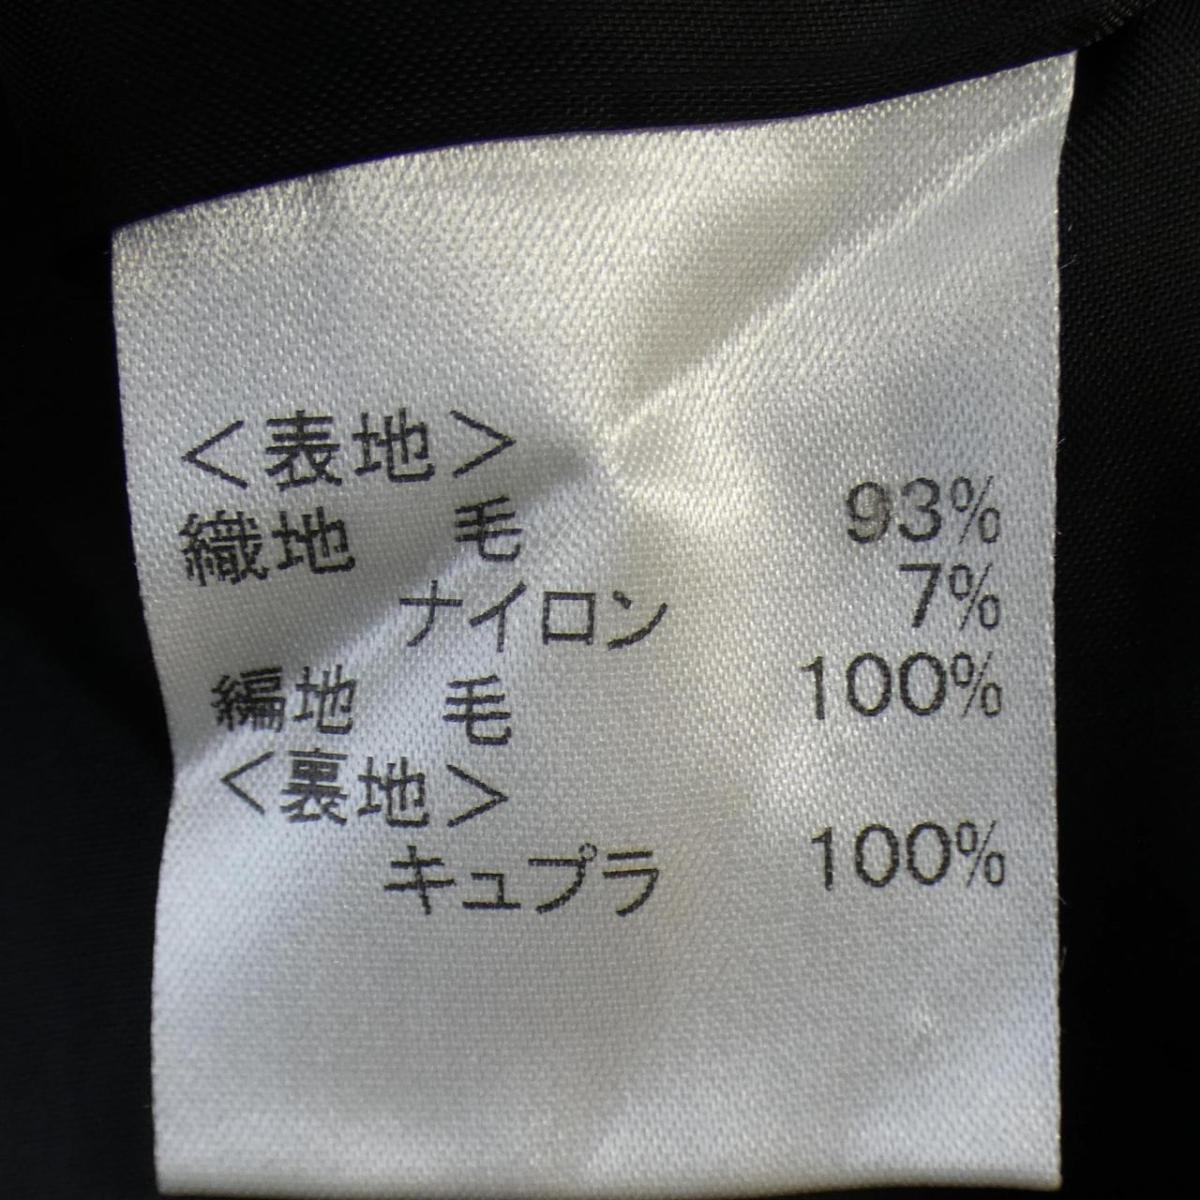 ＜表地＞
織地 毛 93%
ナイロン 7%
編地 毛 100%
＜裏地＞
キュプラ 100%